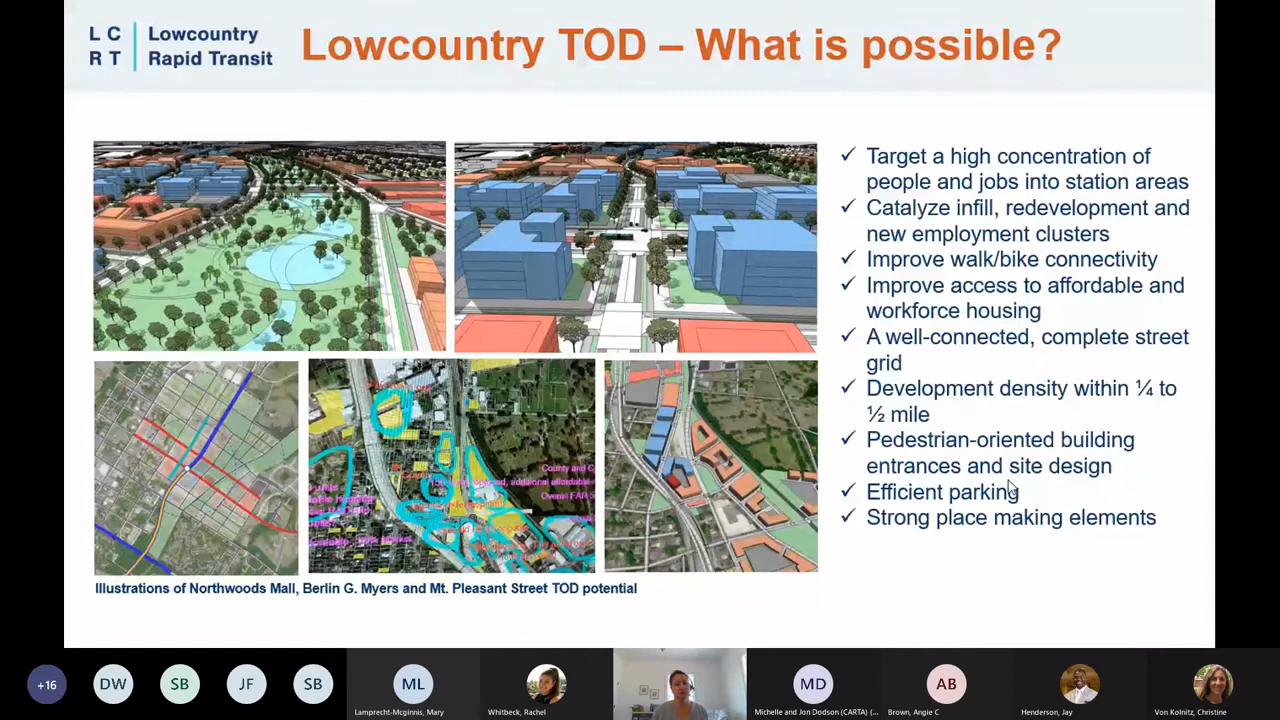 L C
R T
Lowcountry
Rapid Transit
Lowcountry TOD – What is possible?
✓ Target a high concentration of
people and jobs into station areas
✓ Catalyze infill, redevelopment and
new employment clusters
✓ Improve walk/bike connectivity
✓ Improve access to affordable and
workforce housing
✓ A well-connected, complete street
grid
✓ Development density within ¼ to
½ mile
✓ Pedestrian-oriented building
entrances and site design
✓ Efficient parking
✓ Strong place making elements
County and C
Overall FAR
Illustrations of Northwoods Mall, Berlin G. Myers and Mt. Pleasant Street TOD potential
+16
DW
SB
JF
SB
ML
MD
AB
Lamprecht-Mcginnis, Mary
Whitbeck, Rachel
Michelle and Jon Dodson (CARTA) (...
Brown, Angie C
Henderson, Jay
Von Kolnitz, Christine